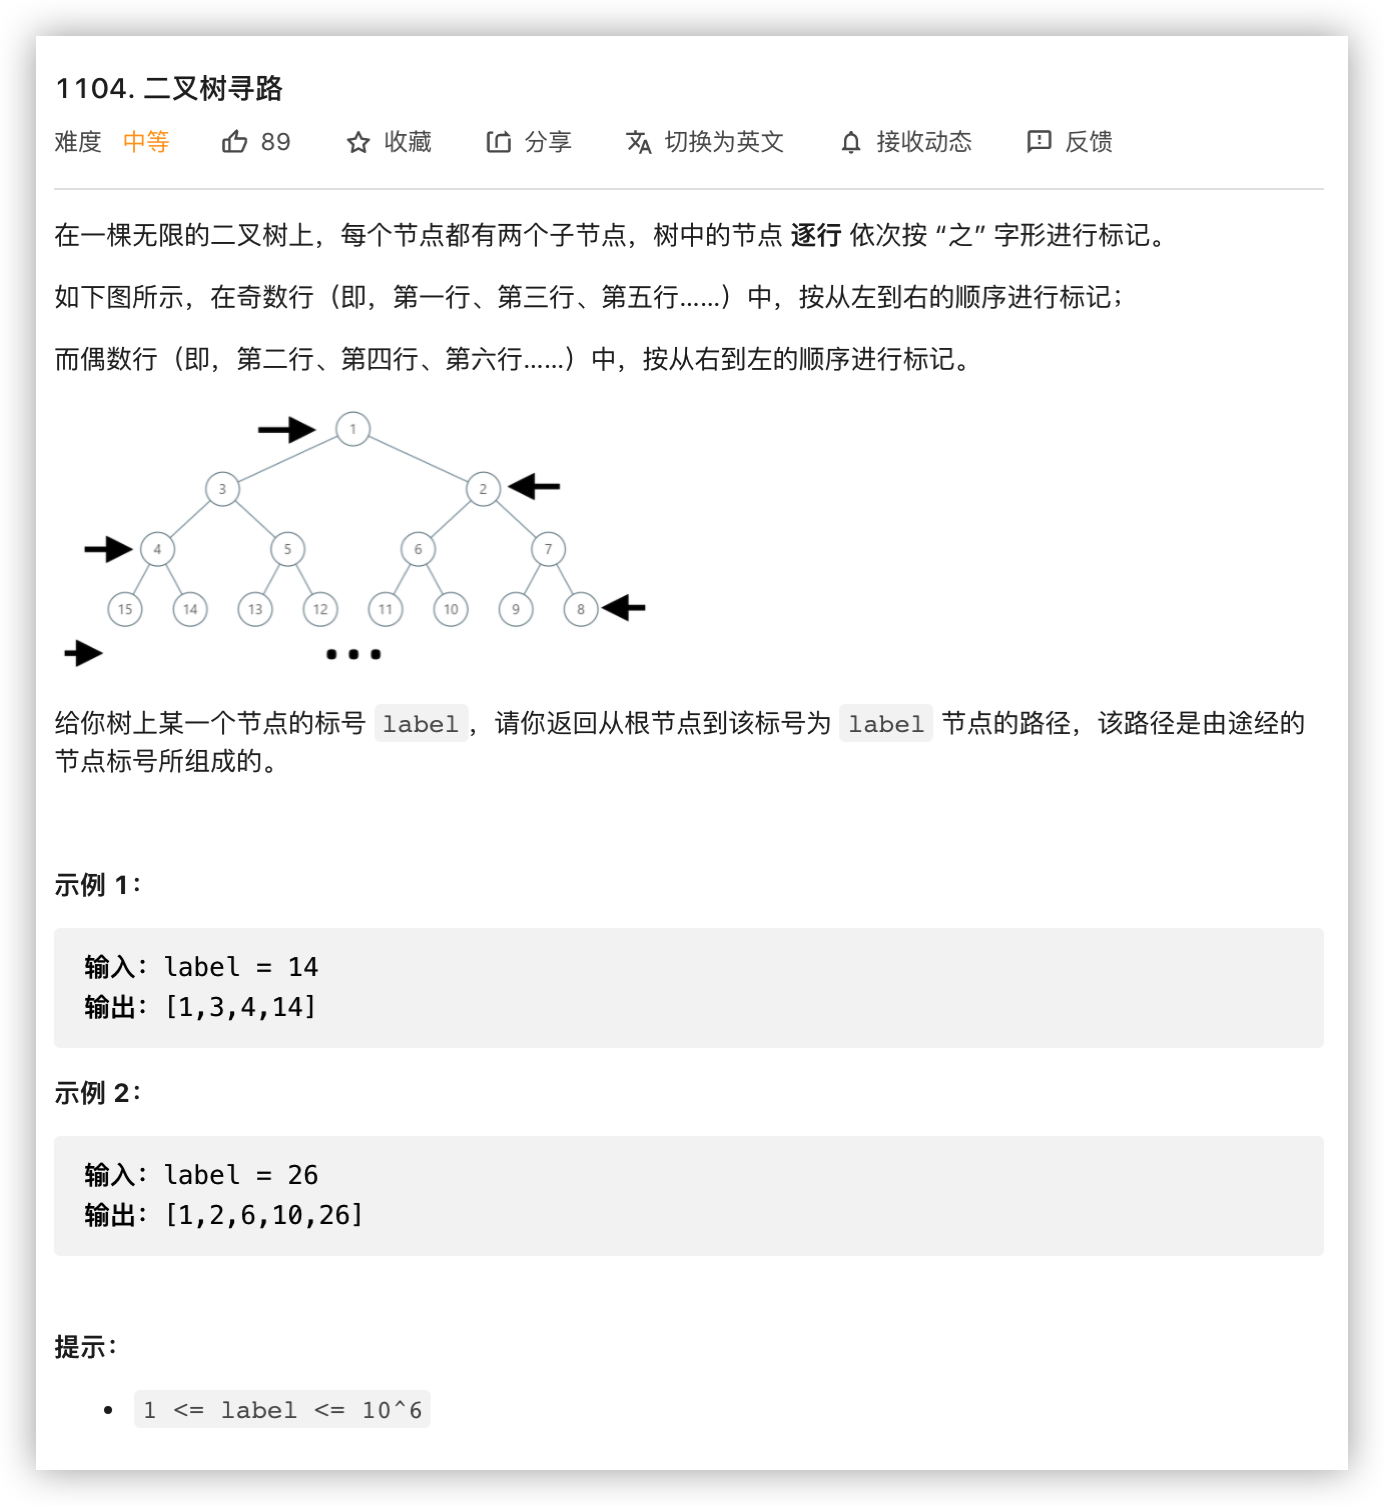 1104. 二叉树寻路
难度 中等 89 收藏 分享 切换为英文 接收动态 反馈
在一棵无限的二叉树上，每个节点都有两个子节点，树中的节点 逐行 依次按 “之” 字形进行标记。
如下图所示，在奇数行（即，第一行、第三行、第五行……）中，按从左到右的顺序进行标记；
而偶数行（即，第二行、第四行、第六行……）中，按从右到左的顺序进行标记。
1
3 2
4 5 6 7
15 14 13 12 11 10 9 8
给你树上某一个节点的标号 label，请你返回从根节点到该标号为 label 节点的路径，该路径是由途经的
节点标号所组成的。
示例 1：
输入：label = 14
输出：[1,3,4,14]
示例 2：
输入：label = 26
输出：[1,2,6,10,26]
提示：
• 1 <= label <= 10^6